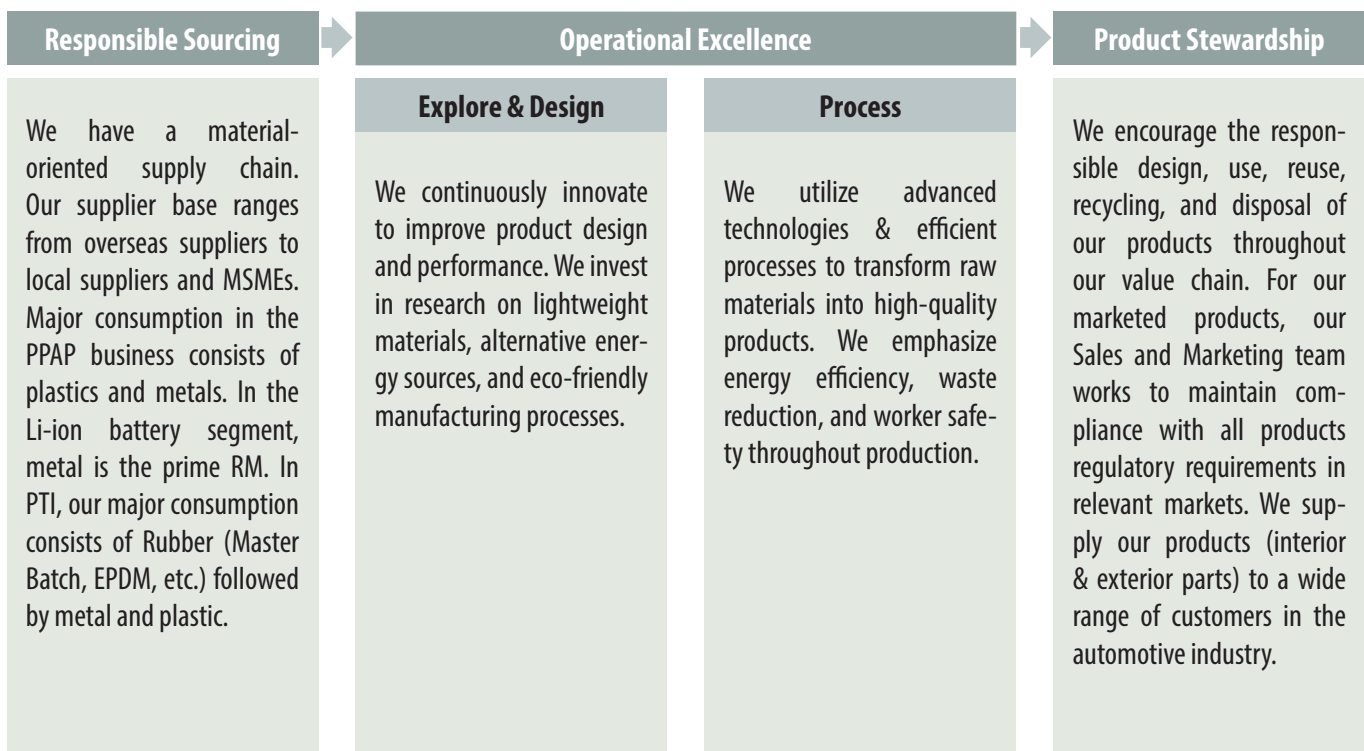 Responsible Sourcing
We have a material-
oriented supply chain.
Our supplier base ranges
from overseas suppliers to
local suppliers and MSMEs.
Major consumption in the
PPAP business consists of
plastics and metals. In the
Li-ion battery segment,
metal is the prime RM. In
PTI, our major consumption
consists of Rubber (Master
Batch, EPDM, etc.) followed
by metal and plastic.
Operational Excellence
Explore & Design
We continuously innovate
to improve product design
and performance. We invest
in research on lightweight
materials, alternative ener-
gy sources, and eco-friendly
manufacturing processes.
Process
We utilize advanced
technologies & efficient
processes to transform raw
materials into high-quality
products. We emphasize
energy efficiency, waste
reduction, and worker safe-
ty throughout production.
Product Stewardship
We encourage the respon-
sible design, use, reuse,
recycling, and disposal of
our products throughout
our value chain. For our
marketed products, our
Sales and Marketing team
works to maintain com-
pliance with all products
regulatory requirements in
relevant markets. We sup-
ply our products (interior
& exterior parts) to a wide
range of customers in the
automotive industry.